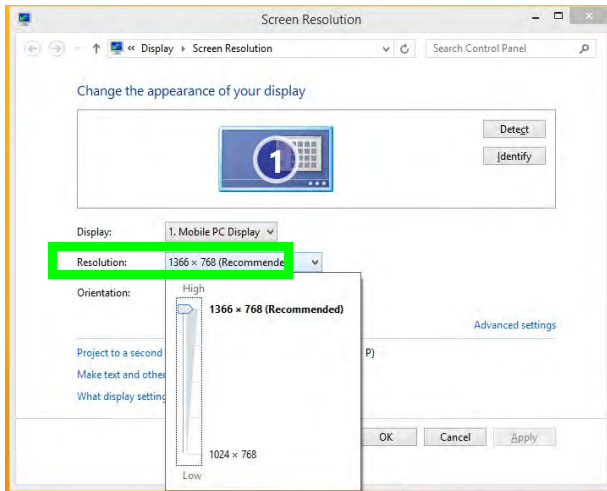 Screen Resolution
« Display ▸ Screen Resolution
Search Control Panel
Change the appearance of your display
1
Detect
Identify
Display: 1. Mobile PC Display
Resolution: 1366 × 768 (Recommende
Orientation:
High
1366 × 768 (Recommended)
Advanced settings
Project to a second P)
Make text and other
What display setting
OK Cancel Apply
1024 × 768
Low